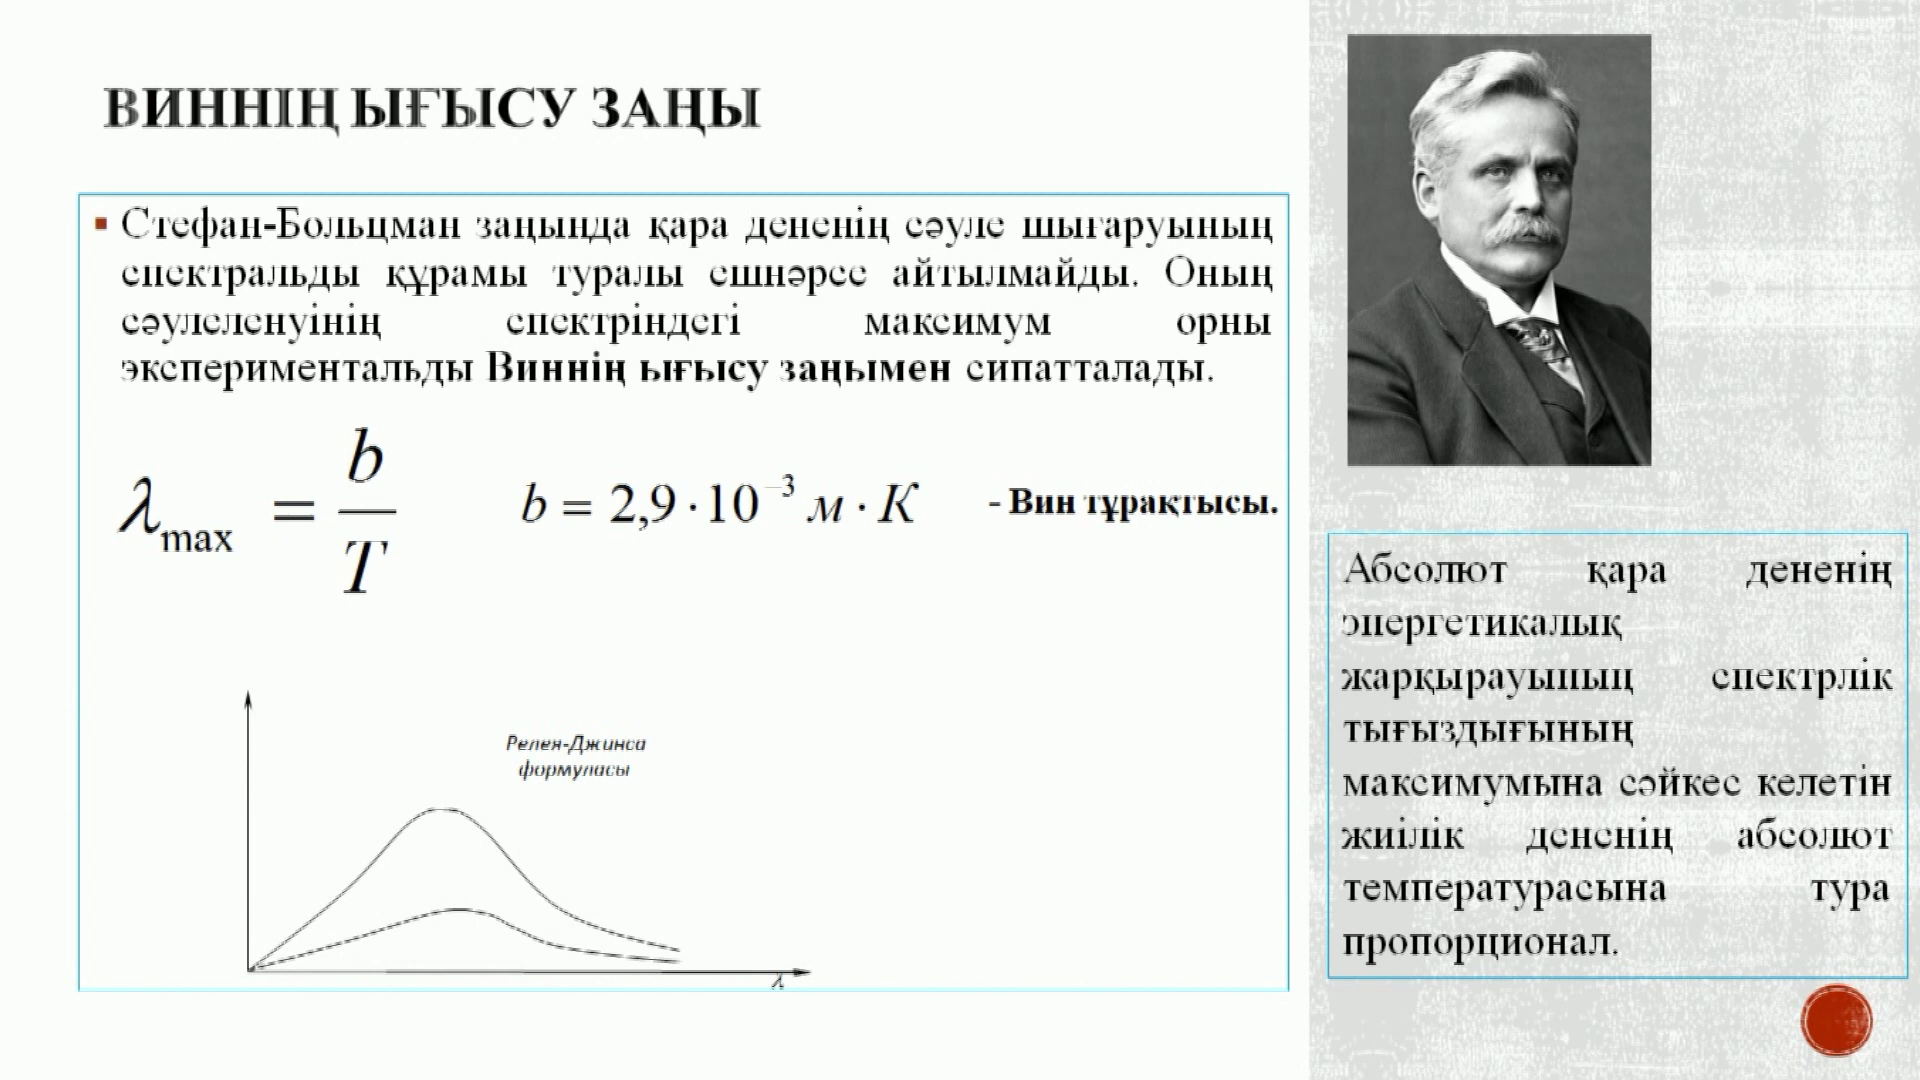 ВИННІҢ ЫҒЫСУ ЗАҢЫ
Стефан-Больцман заңында қара дененің сәуле шығаруының
спектральды құрамы туралы ешнәрсе айтылмайды. Оның
сәулеленуінің спектріндегі максимум орны
экспериментальды Виннің ығысу заңымен сипатталады.
λmax = b/T
b = 2,9·10⁻³ м·К
- Вин тұрақтысы.
Релея-Джинса
формуласы
λ
Абсолют қара дененің
энергетикалық
жарқырауының спектрлік
тығыздығының
максимумына сәйкес келетін
жиілік дененің абсолют
температурасына тура
пропорционал.